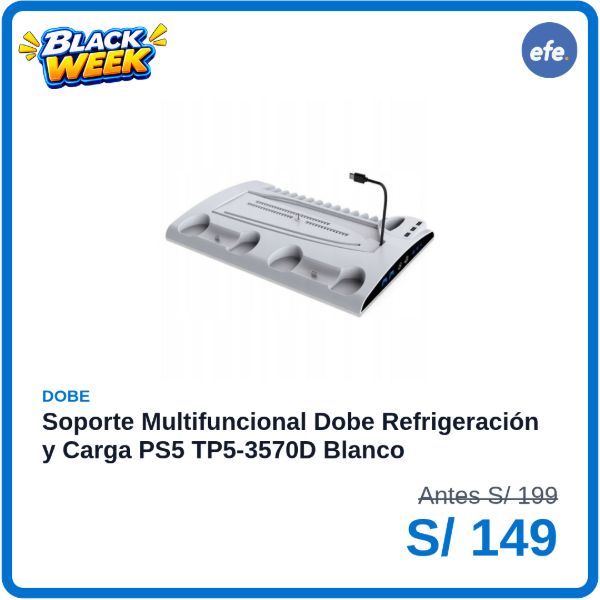 BLACK
WEEK
efe.
DOBE
Soporte Multifuncional Dobe Refrigeración
y Carga PS5 TP5-3570D Blanco
Antes S/ 199
S/ 149